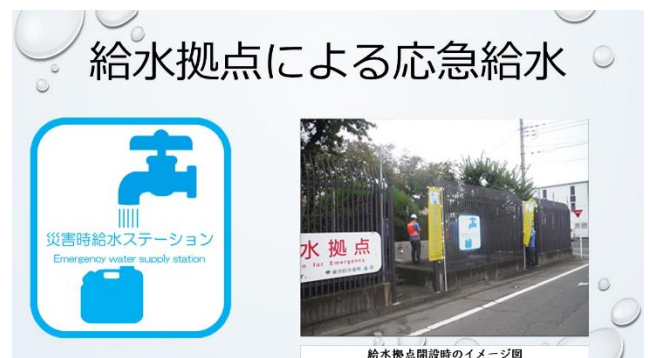 給水拠点による応急給水
災害時給水ステーション
Emergency water supply station
水拠点
for Emergency
給水拠点開設時のイメージ図